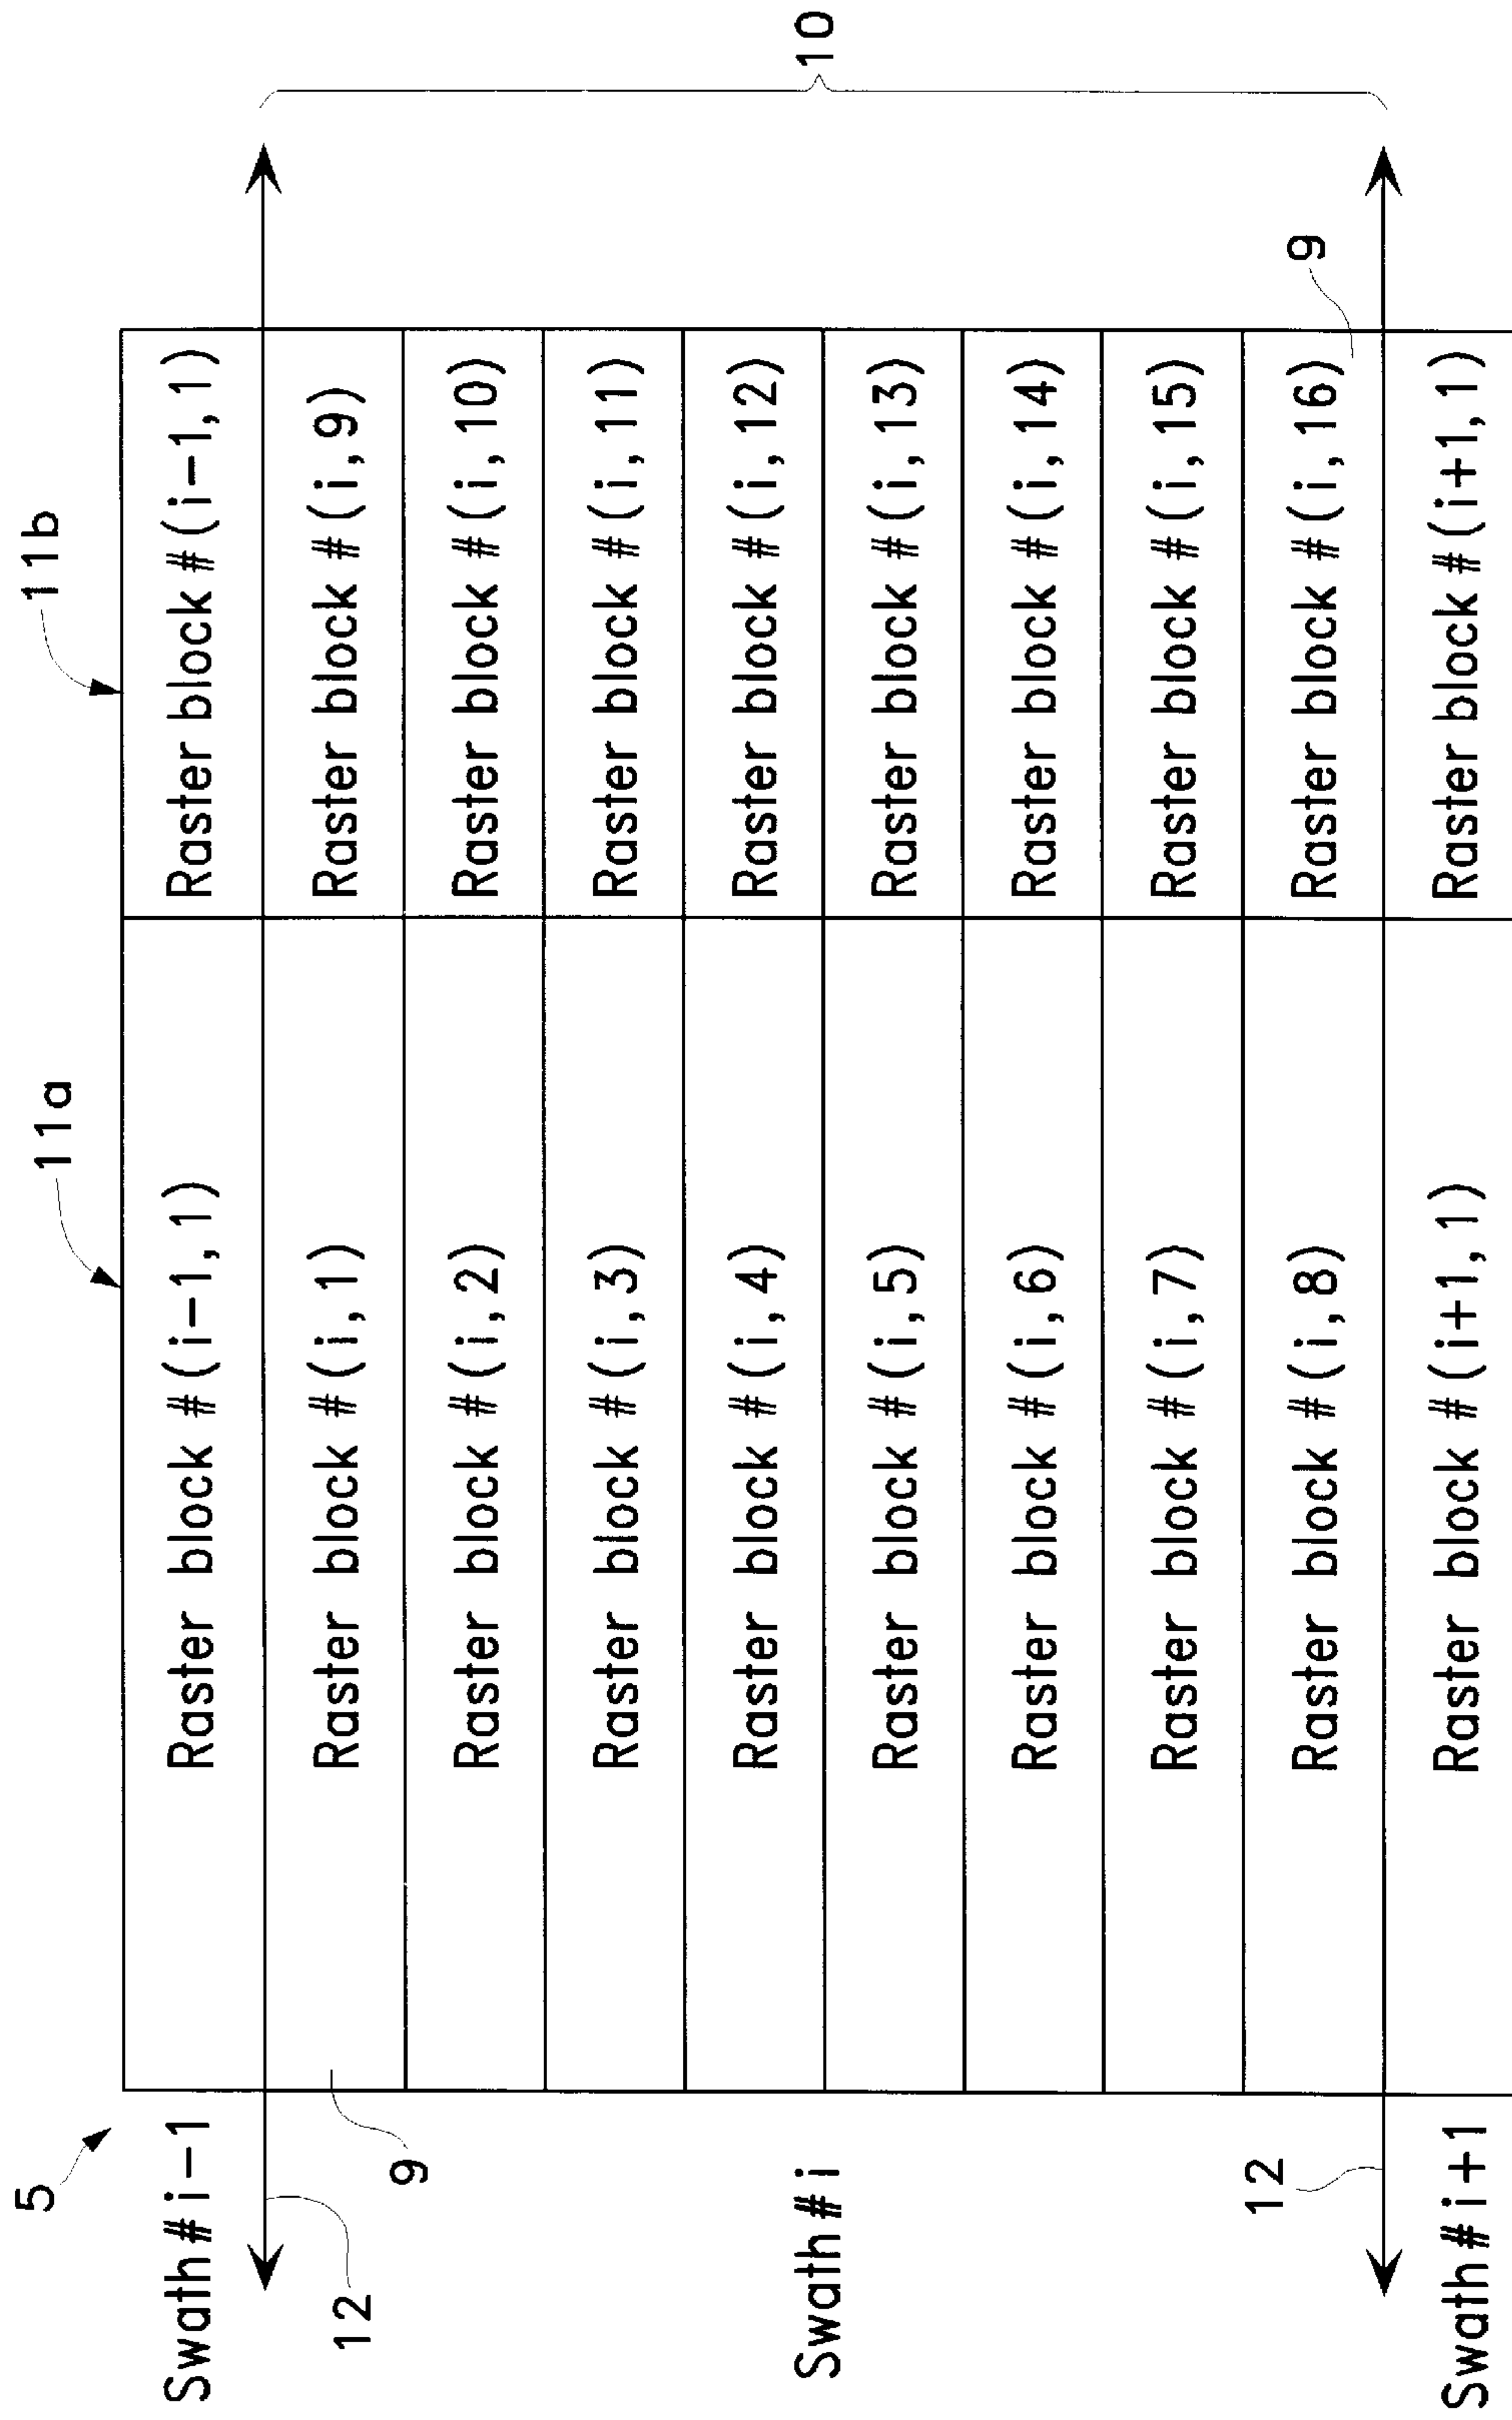 5
11a
11b
Swath#i−1
Raster block #(i−1,1)
Raster block #(i−1,1)
12
9
Raster block #(i,1)
Raster block #(i,9)
Raster block #(i,2)
Raster block #(i,10)
Raster block #(i,3)
Raster block #(i,11)
Raster block #(i,4)
Raster block #(i,12)
Swath#i
10
Raster block #(i,5)
Raster block #(i,13)
Raster block #(i,6)
Raster block #(i,14)
Raster block #(i,7)
Raster block #(i,15)
Raster block #(i,8)
Raster block #(i,16)
12
9
Swath#i+1
Raster block #(i+1,1)
Raster block #(i+1,1)